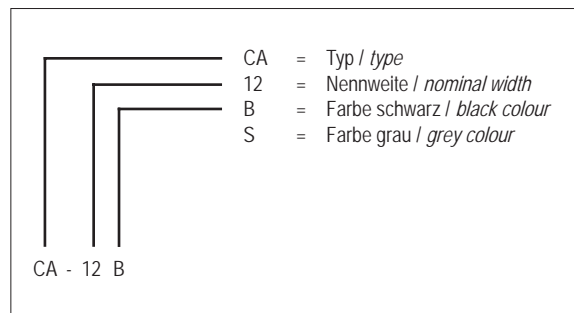 CA = Typ / type
12 = Nennweite / nominal width
B = Farbe schwarz / black colour
S = Farbe grau / grey colour
CA - 12 B